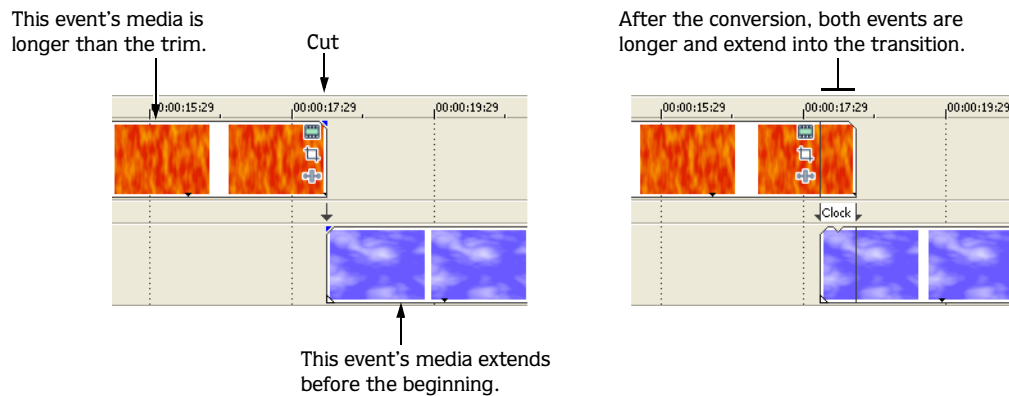 This event's media is
longer than the trim.
Cut
After the conversion, both events are
longer and extend into the transition.
00:00:15:29 00:00:17:29 00:00:19:29
00:00:15:29 00:00:17:29 00:00:19:29
Clock
This event's media extends
before the beginning.